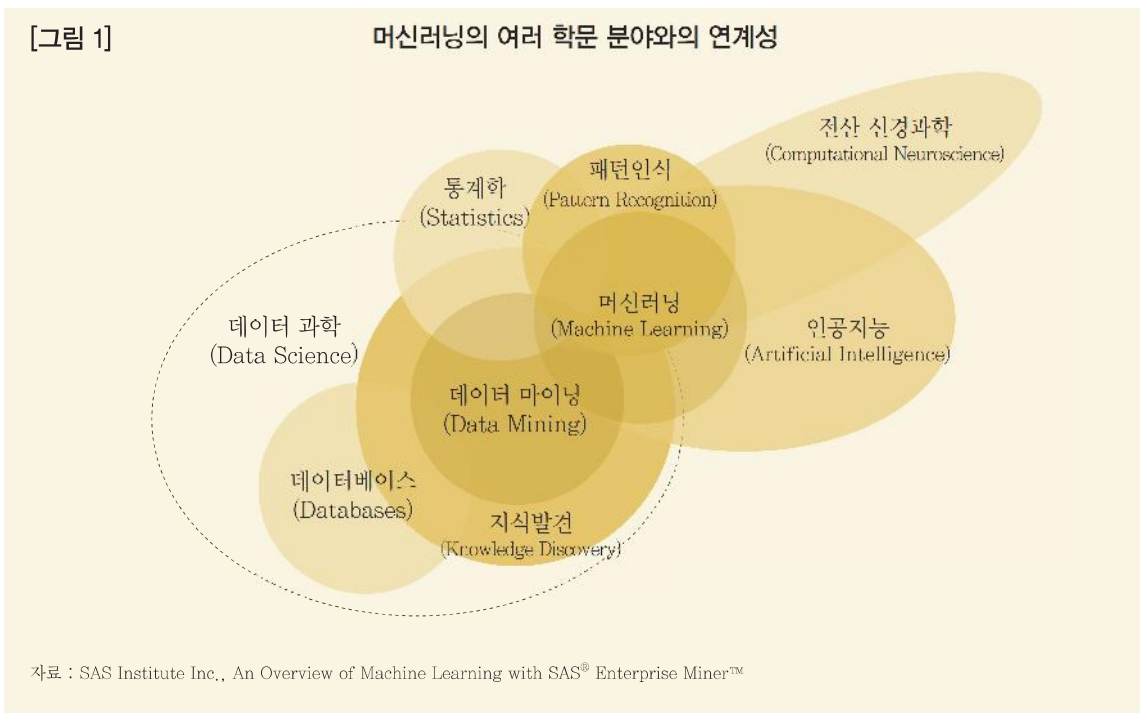 [그림 1]
머신러닝의 여러 학문 분야와의 연계성
전산 신경과학
(Computational Neuroscience)
패턴인식
(Pattern Recognition)
통계학
(Statistics)
머신러닝
(Machine Learning)
인공지능
(Artificial Intelligence)
데이터 과학
(Data Science)
데이터 마이닝
(Data Mining)
데이터베이스
(Databases)
지식발견
(Knowledge Discovery)
자료 : SAS Institute Inc., An Overview of Machine Learning with SAS® Enterprise Miner™